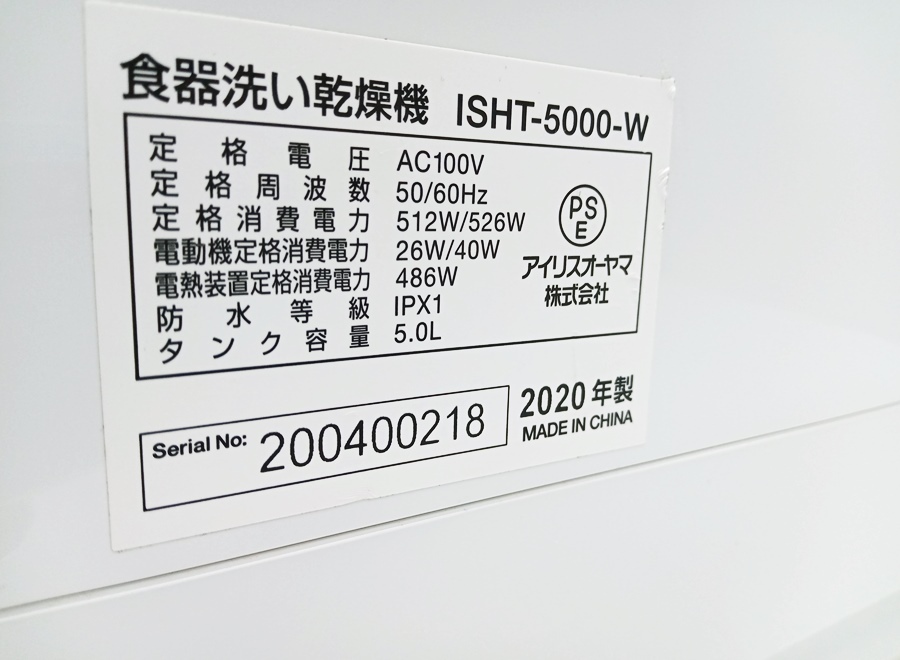 食器洗い乾燥機 ISHT-5000-W
定格電圧 AC100V
定格周波数 50/60Hz
定格消費電力 512W/526W
電動機定格消費電力 26W/40W
電熱装置定格消費電力 486W
防水等級 IPX1
タンク容量 5.0L
PS
E
アイリスオーヤマ
株式会社
Serial No: 200400218
2020年製
MADE IN CHINA